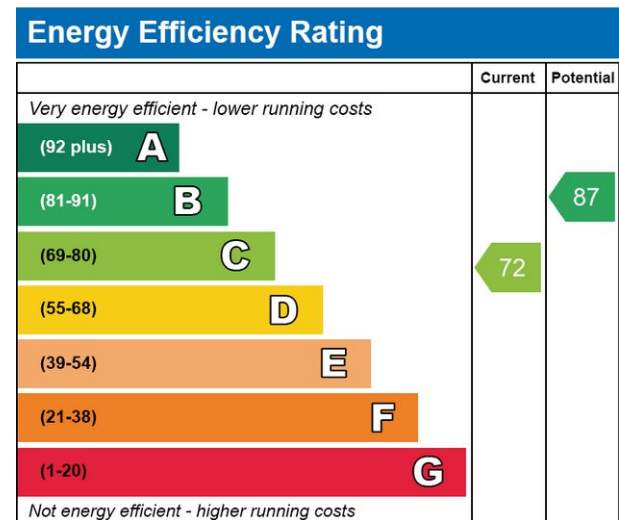 Energy Efficiency Rating
Current Potential
Very energy efficient - lower running costs
(92 plus) A
(81-91) B
87
(69-80) C
72
(55-68) D
(39-54) E
(21-38) F
(1-20) G
Not energy efficient - higher running costs